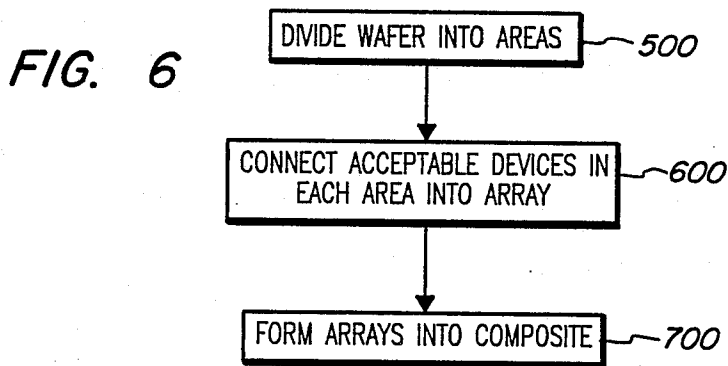 FIG. 6
DIVIDE WAFER INTO AREAS
500
CONNECT ACCEPTABLE DEVICES IN
EACH AREA INTO ARRAY
600
FORM ARRAYS INTO COMPOSITE
700